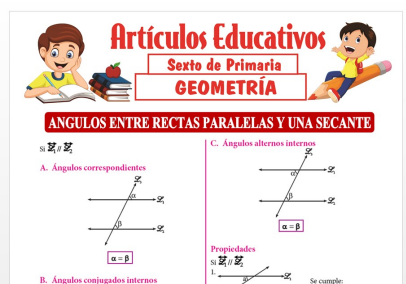 Artículos Educativos
Sexto de Primaria
GEOMETRÍA
ANGULOS ENTRE RECTAS PARALELAS Y UNA SECANTE
Si ℒ₁ // ℒ₂
A. Ángulos correspondientes
α
β
α = β
B. Ángulos conjugados internos
C. Ángulos alternos internos
α
β
α = β
Propiedades
Si ℒ₁ // ℒ₂
1.
Se cumple: